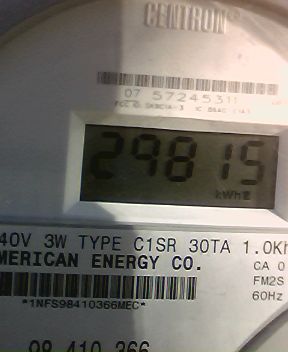 CENTRON®
07 57245311
29815
kWh
40V 3W TYPE C1SR 30TA 1.0Kh
MERICAN ENERGY CO.
CA 0
FM2S
60Hz
*1NFS98410366MEC*
98 410 366